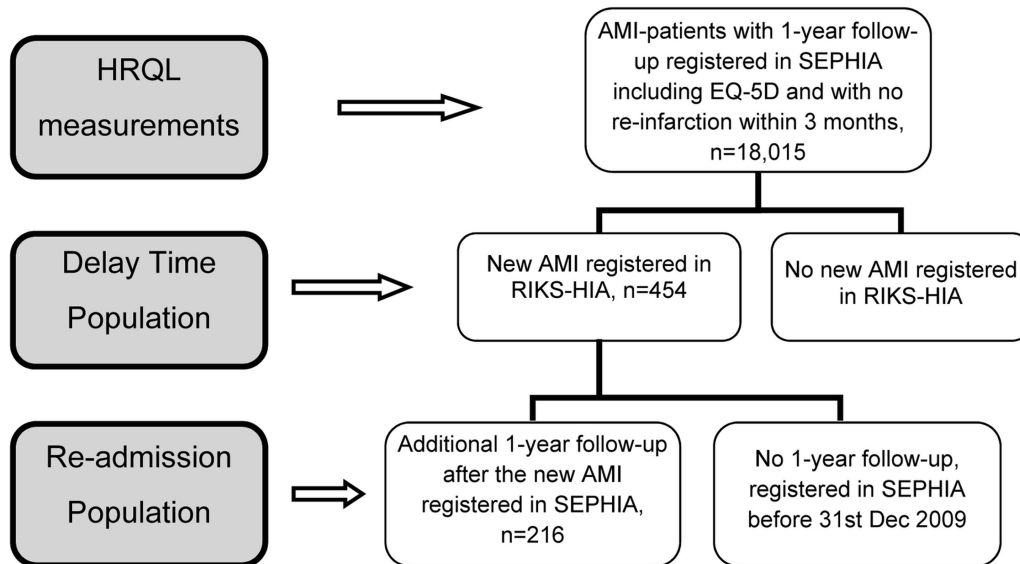 HRQL
measurements
AMI-patients with 1-year follow-
up registered in SEPHIA
including EQ-5D and with no
re-infarction within 3 months,
n=18,015
Delay Time
Population
New AMI registered in
RIKS-HIA, n=454
No new AMI registered
in RIKS-HIA
Re-admission
Population
Additional 1-year follow-up
after the new AMI
registered in SEPHIA,
n=216
No 1-year follow-up,
registered in SEPHIA
before 31st Dec 2009